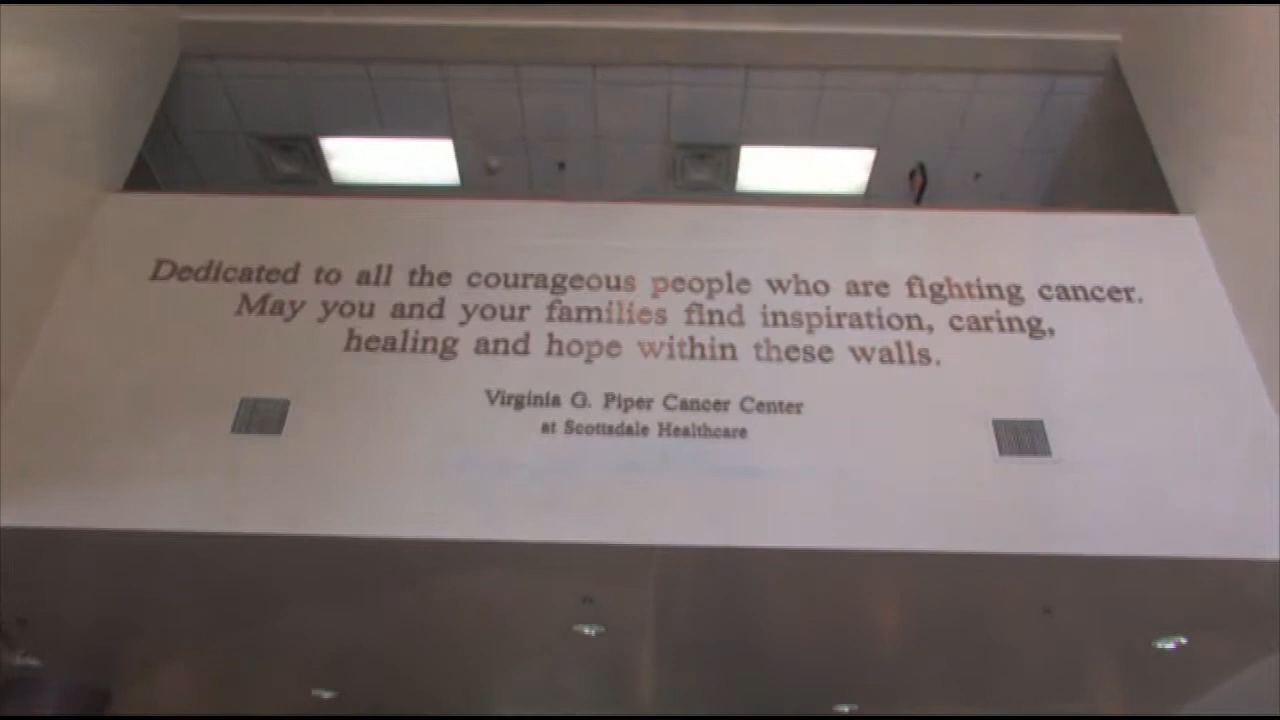 Dedicated to all the courageous people who are fighting cancer.
May you and your families find inspiration, caring,
healing and hope within these walls.
Virginia G. Piper Cancer Center
at Scottsdale Healthcare